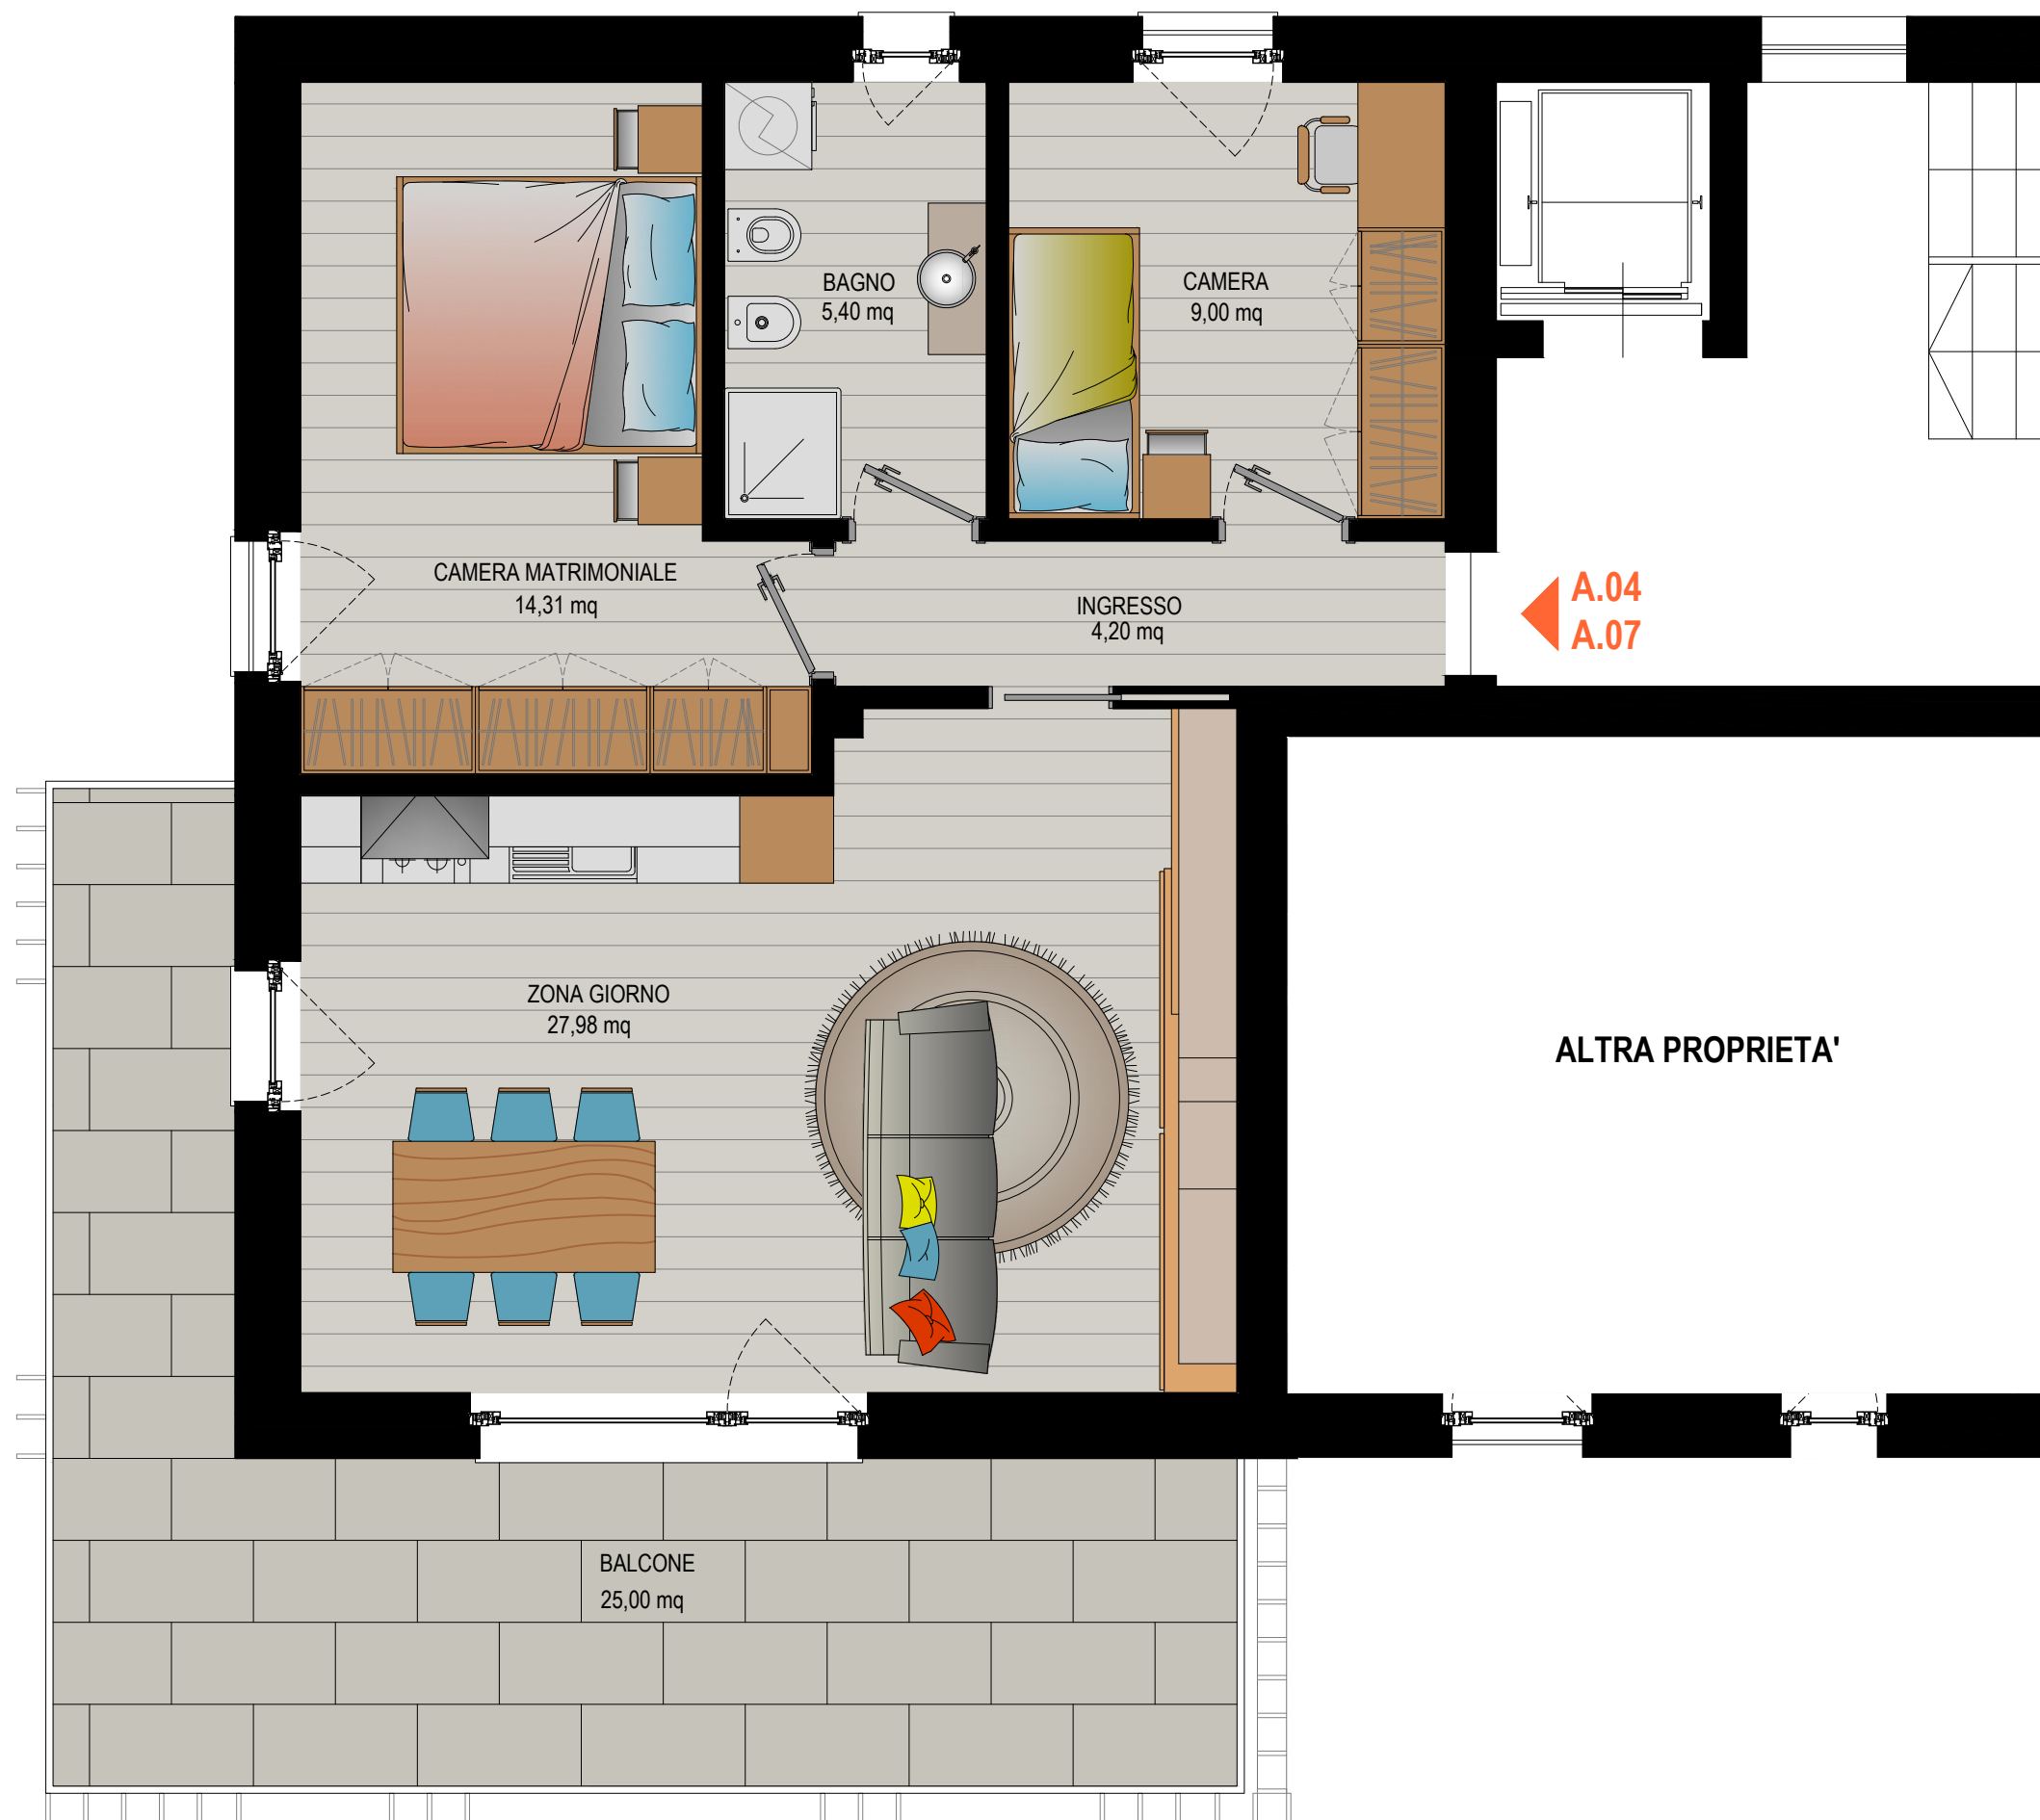 BAGNO
5,40 mq
CAMERA
9,00 mq
CAMERA MATRIMONIALE
14,31 mq
INGRESSO
4,20 mq
A.04
A.07
ZONA GIORNO
27,98 mq
ALTRA PROPRIETA'
BALCONE
25,00 mq